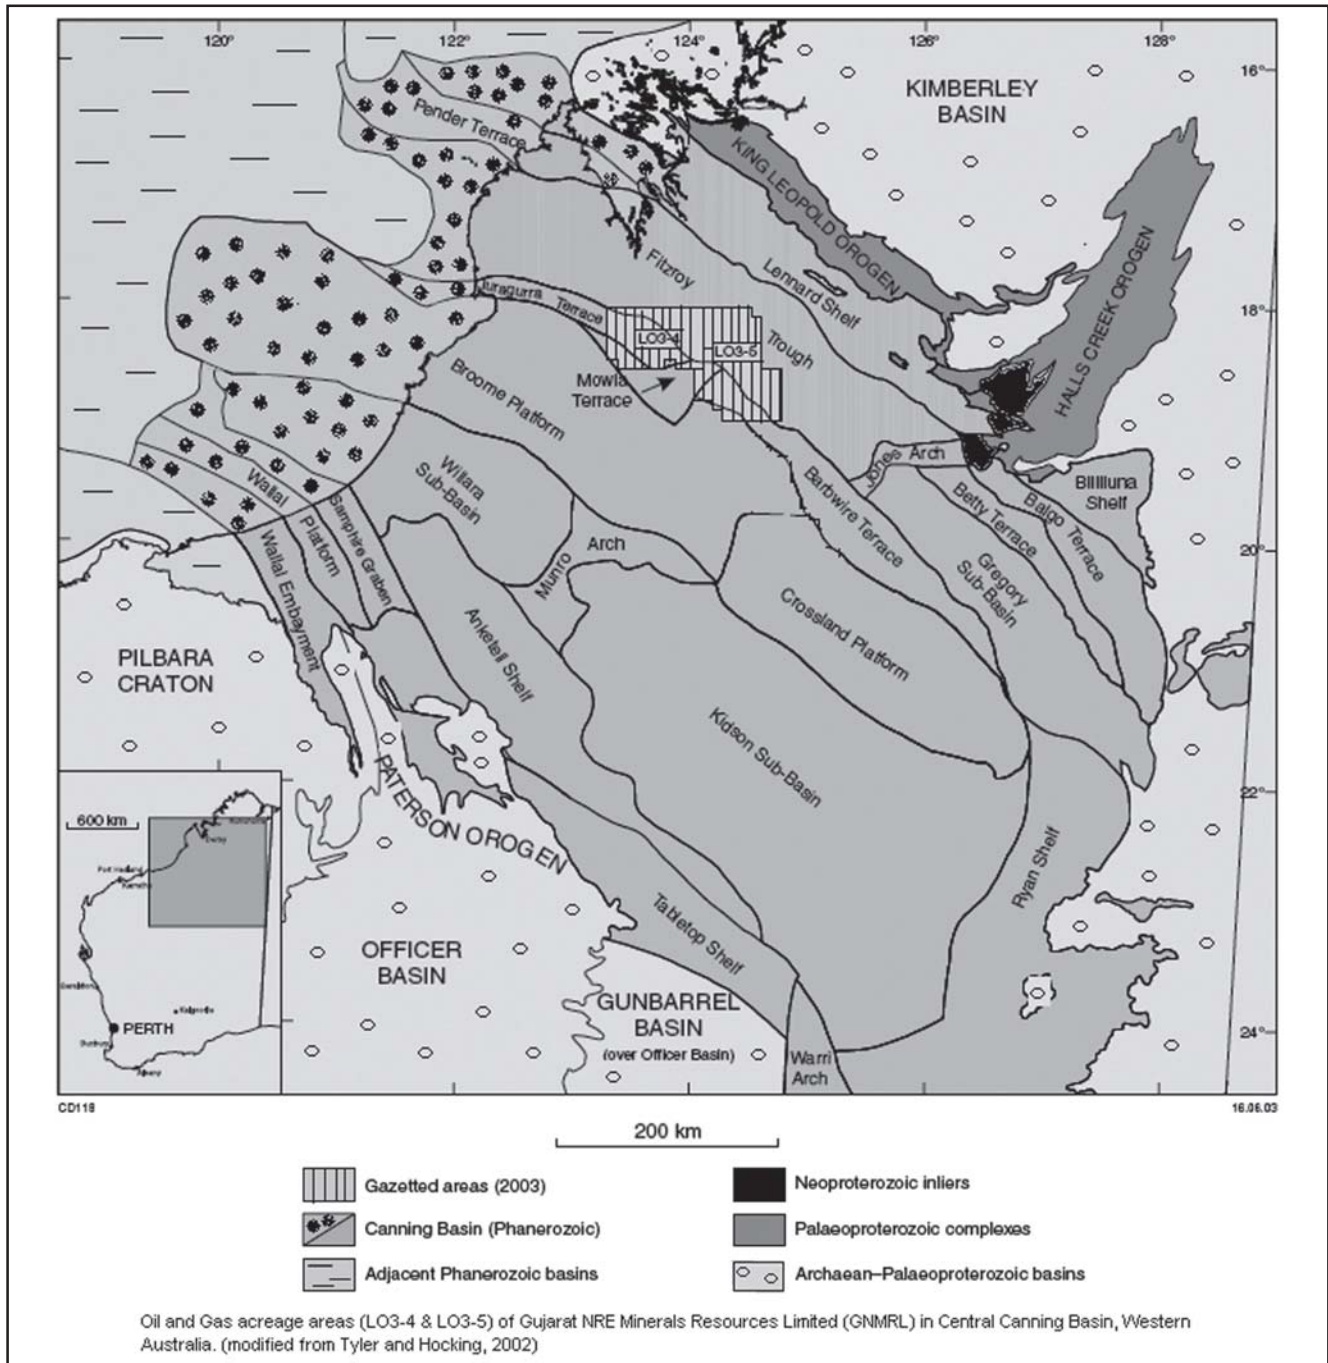 120°
122°
124°
126°
128°
16°
18°
20°
22°
24°
KIMBERLEY
BASIN
Pender Terrace
KING LEOPOLD OROGEN
HALLS CREEK OROGEN
Fitzroy
Trough
Lennard Shelf
Jurgurra
Terrace
LO3-4
LO3-5
Mowla
Terrace
Broome Platform
Jones Arch
Billiluna
Shelf
Balgo Terrace
Betty Terrace
Barbwire Terrace
Gregory
Sub-Basin
Willara
Sub-Basin
Wallal
Platform
Samphire Graben
Wallal Embayment
Munro
Arch
Crossland Platform
Anketell Shelf
Kidson Sub-Basin
PILBARA
CRATON
PATERSON OROGEN
Ryan Shelf
Tabletop Shelf
OFFICER
BASIN
GUNBARREL
BASIN
(over Officer Basin)
Warri
Arch
600 km
PERTH
CD118
16.06.03
200 km
Gazetted areas (2003)
Canning Basin (Phanerozoic)
Adjacent Phanerozoic basins
Neoproterozoic inliers
Palaeoproterozoic complexes
Archaean–Palaeoproterozoic basins
Oil and Gas acreage areas (LO3-4 & LO3-5) of Gujarat NRE Minerals Resources Limited (GNMRL) in Central Canning Basin, Western
Australia. (modified from Tyler and Hocking, 2002)